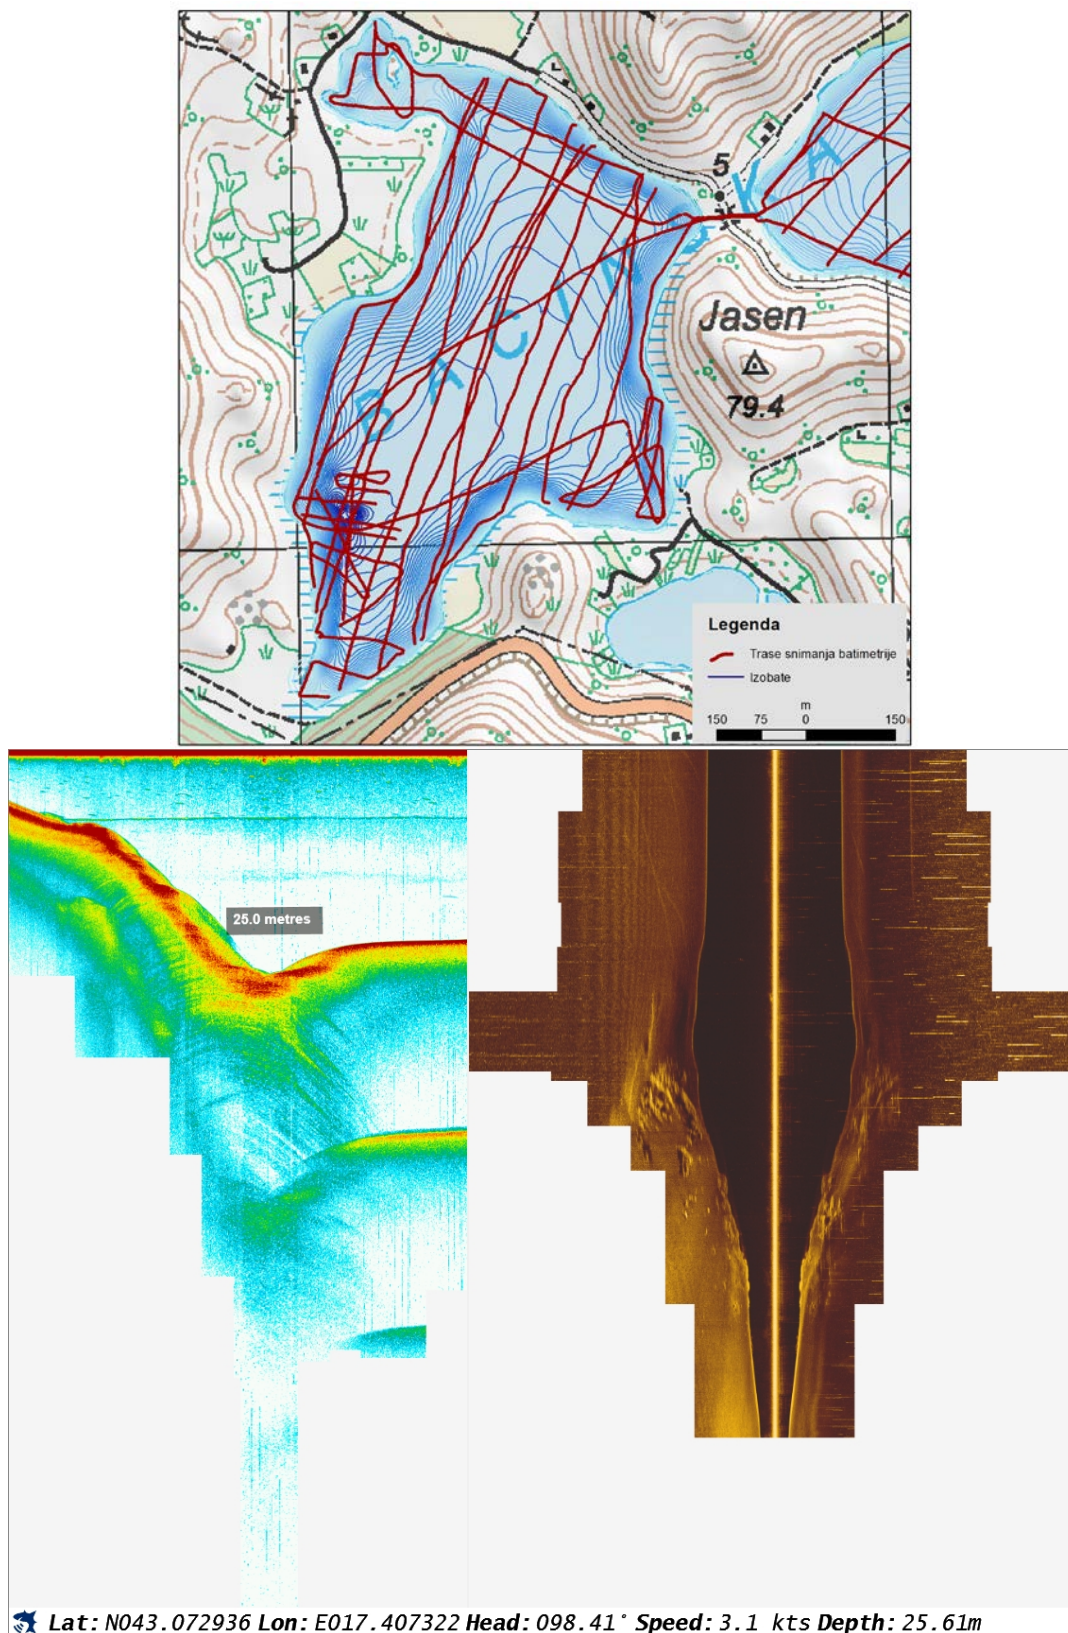 5
K A
B A Ć I N S
Jasen
79.4
Legenda
Trase snimanja batimetrije
Izobate
m
150 75 0 150
25.0 metres
Lat: N043.072936 Lon: E017.407322 Head: 098.41° Speed: 3.1 kts Depth: 25.61m